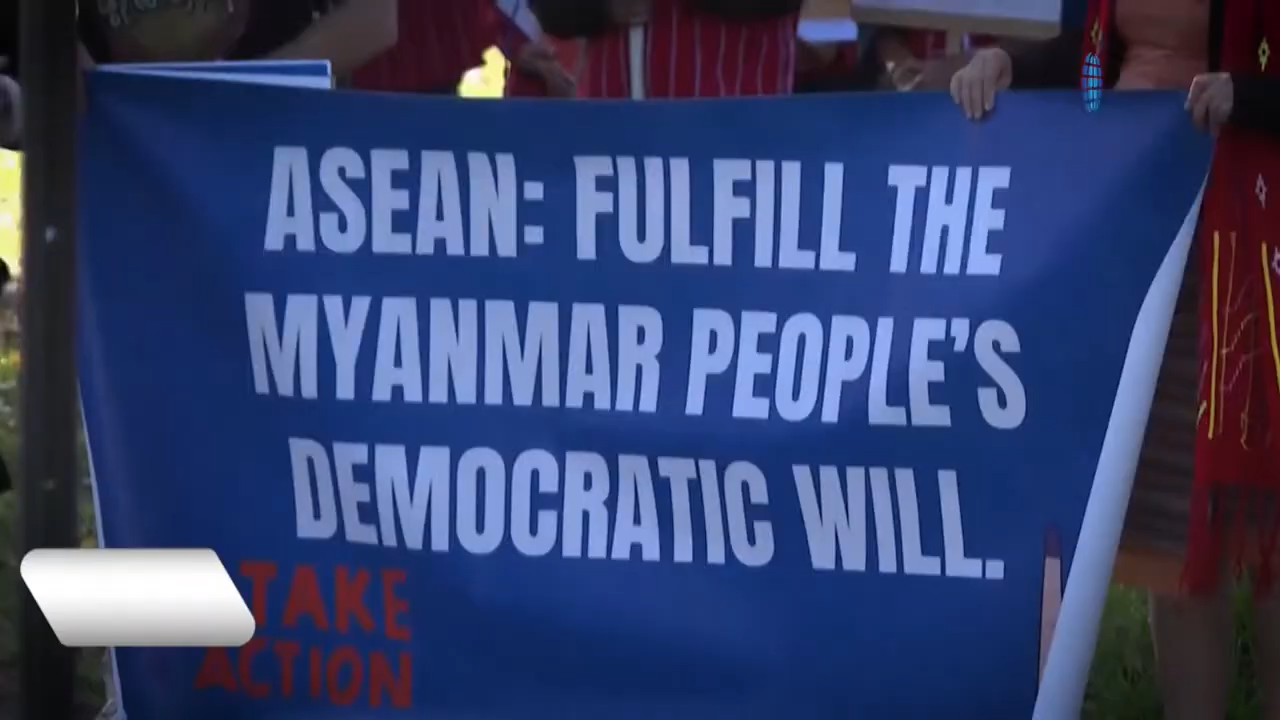 ASEAN: FULFILL THE
MYANMAR PEOPLE'S
DEMOCRATIC WILL.
TAKE
ACTION